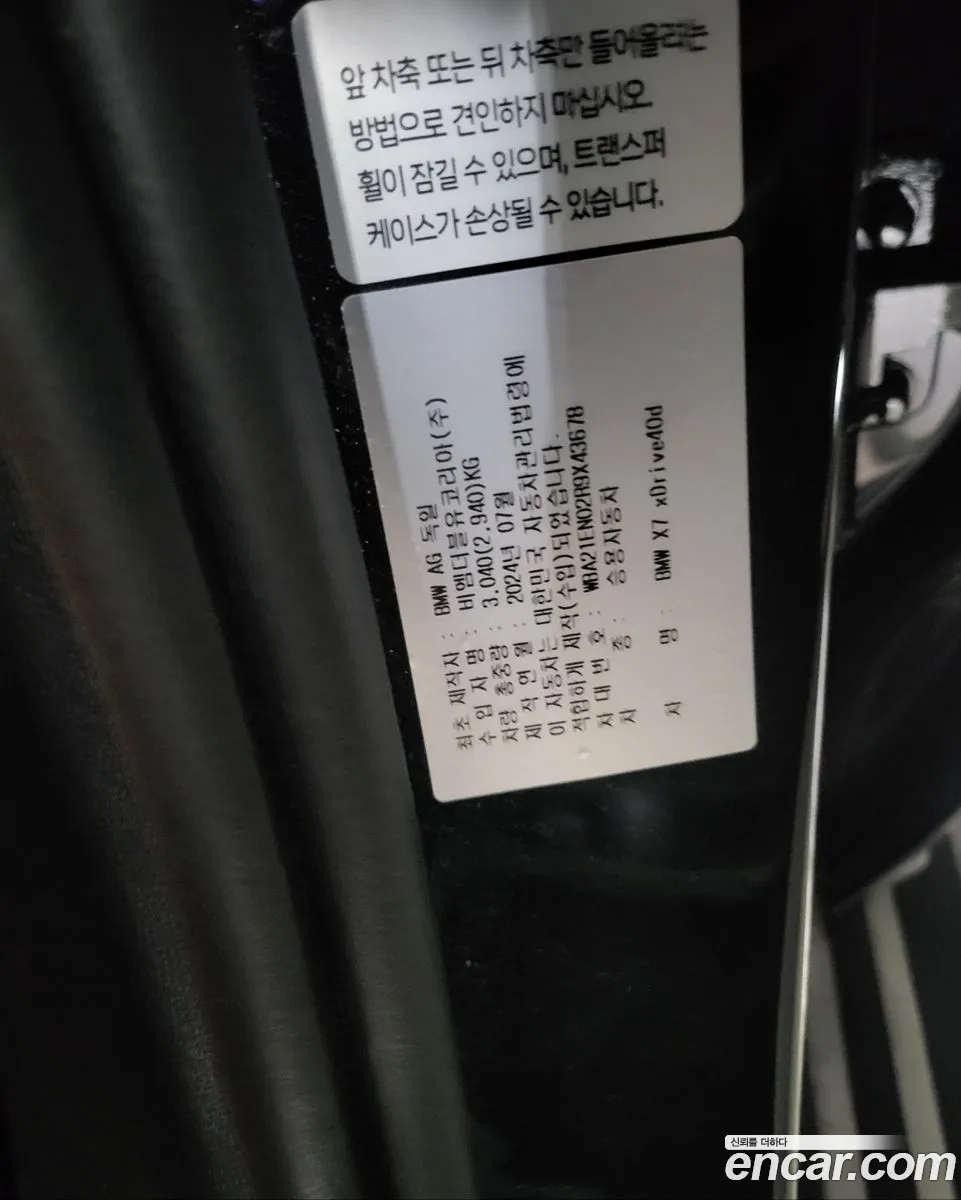 앞 차축 또는 뒤 차축만 들어올리는
방법으로 견인하지 마십시오.
휠이 잠길 수 있으며, 트랜스퍼
케이스가 손상될 수 있습니다.
최초 제작자 : BMW AG 독일
수 입 자 명 : 비엠더블유코리아(주)
차량 총중량 : 3,040(2,940)KG
제 작 연 월 : 2024년 07월
이 자동차는 대한민국 자동차관리법령에
적합하게 제작(수입)되었습니다.
차 대 번 호 : WBA21EN02R9X43678
차 종 : 승용자동차
차 명 : BMW X7 xDrive40d
신뢰를 더하다
encar.com